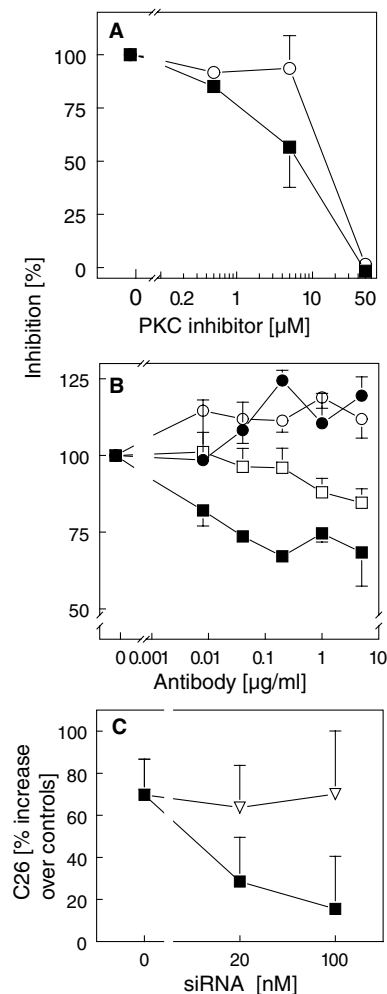 A
100
75
50
25
0
0 0.2 1 10 50
PKC inhibitor [µM]
Inhibition [%]
B
125
100
75
50
0 0.001 0.01 0.1 1 10
Antibody [µg/ml]
C
100
80
60
40
20
0
C26 [% increase
over controls]
0 20 100
siRNA [nM]